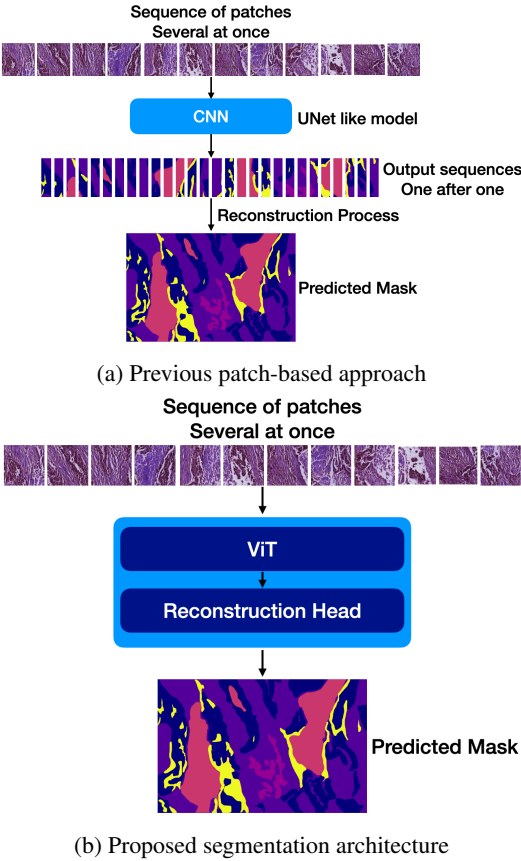 Sequence of patches
Several at once
CNN
UNet like model
Output sequences
One after one
Reconstruction Process
Predicted Mask
(a) Previous patch-based approach
Sequence of patches
Several at once
ViT
Reconstruction Head
Predicted Mask
(b) Proposed segmentation architecture